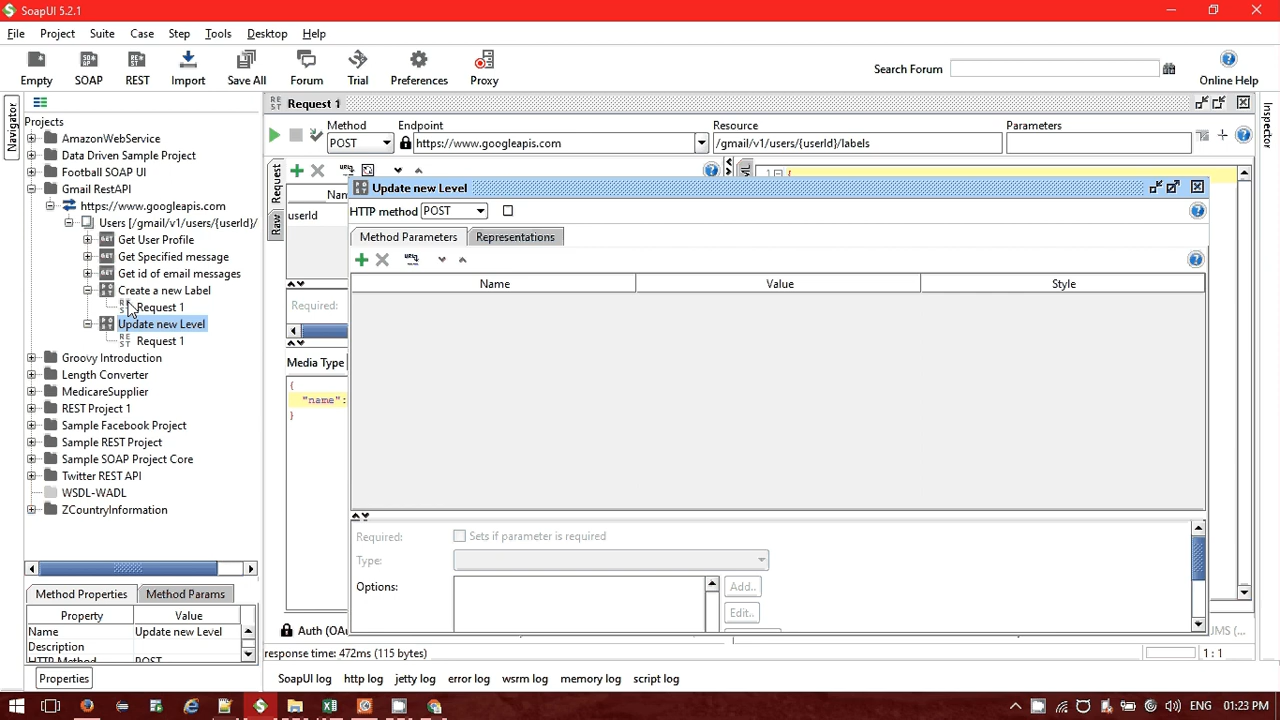 SoapUI 5.2.1
File Project Suite Case Step Tools Desktop Help
Empty SOAP REST Import Save All Forum Trial Preferences Proxy
Search Forum
Online Help
Navigator
Projects
AmazonWebService
Data Driven Sample Project
Football SOAP UI
Gmail RestAPI
https://www.googleapis.com
Users [/gmail/v1/users/{userId}/
Get User Profile
Get Specified message
Get id of email messages
Create a new Label
Request 1
Update new Level
Request 1
Groovy Introduction
Length Converter
MedicareSupplier
REST Project 1
Sample Facebook Project
Sample REST Project
Sample SOAP Project Core
Twitter REST API
WSDL-WADL
ZCountryInformation
Method Properties Method Params
Property Value
Name Update new Level
Description
HTTP Method POST
Properties
Request 1
Method Endpoint Resource Parameters
POST https://www.googleapis.com /gmail/v1/users/{userId}/labels
Inspector
Request
Raw
Nam
userId
Required:
Media Type
{
"name":
}
1 {
Update new Level
HTTP method POST
Method Parameters Representations
Name Value Style
Required: Sets if parameter is required
Type:
Options:
Add..
Edit..
Auth (OAu
response time: 472ms (115 bytes)
1 : 1
SoapUI log http log jetty log error log wsrm log memory log script log
ENG 01:23 PM